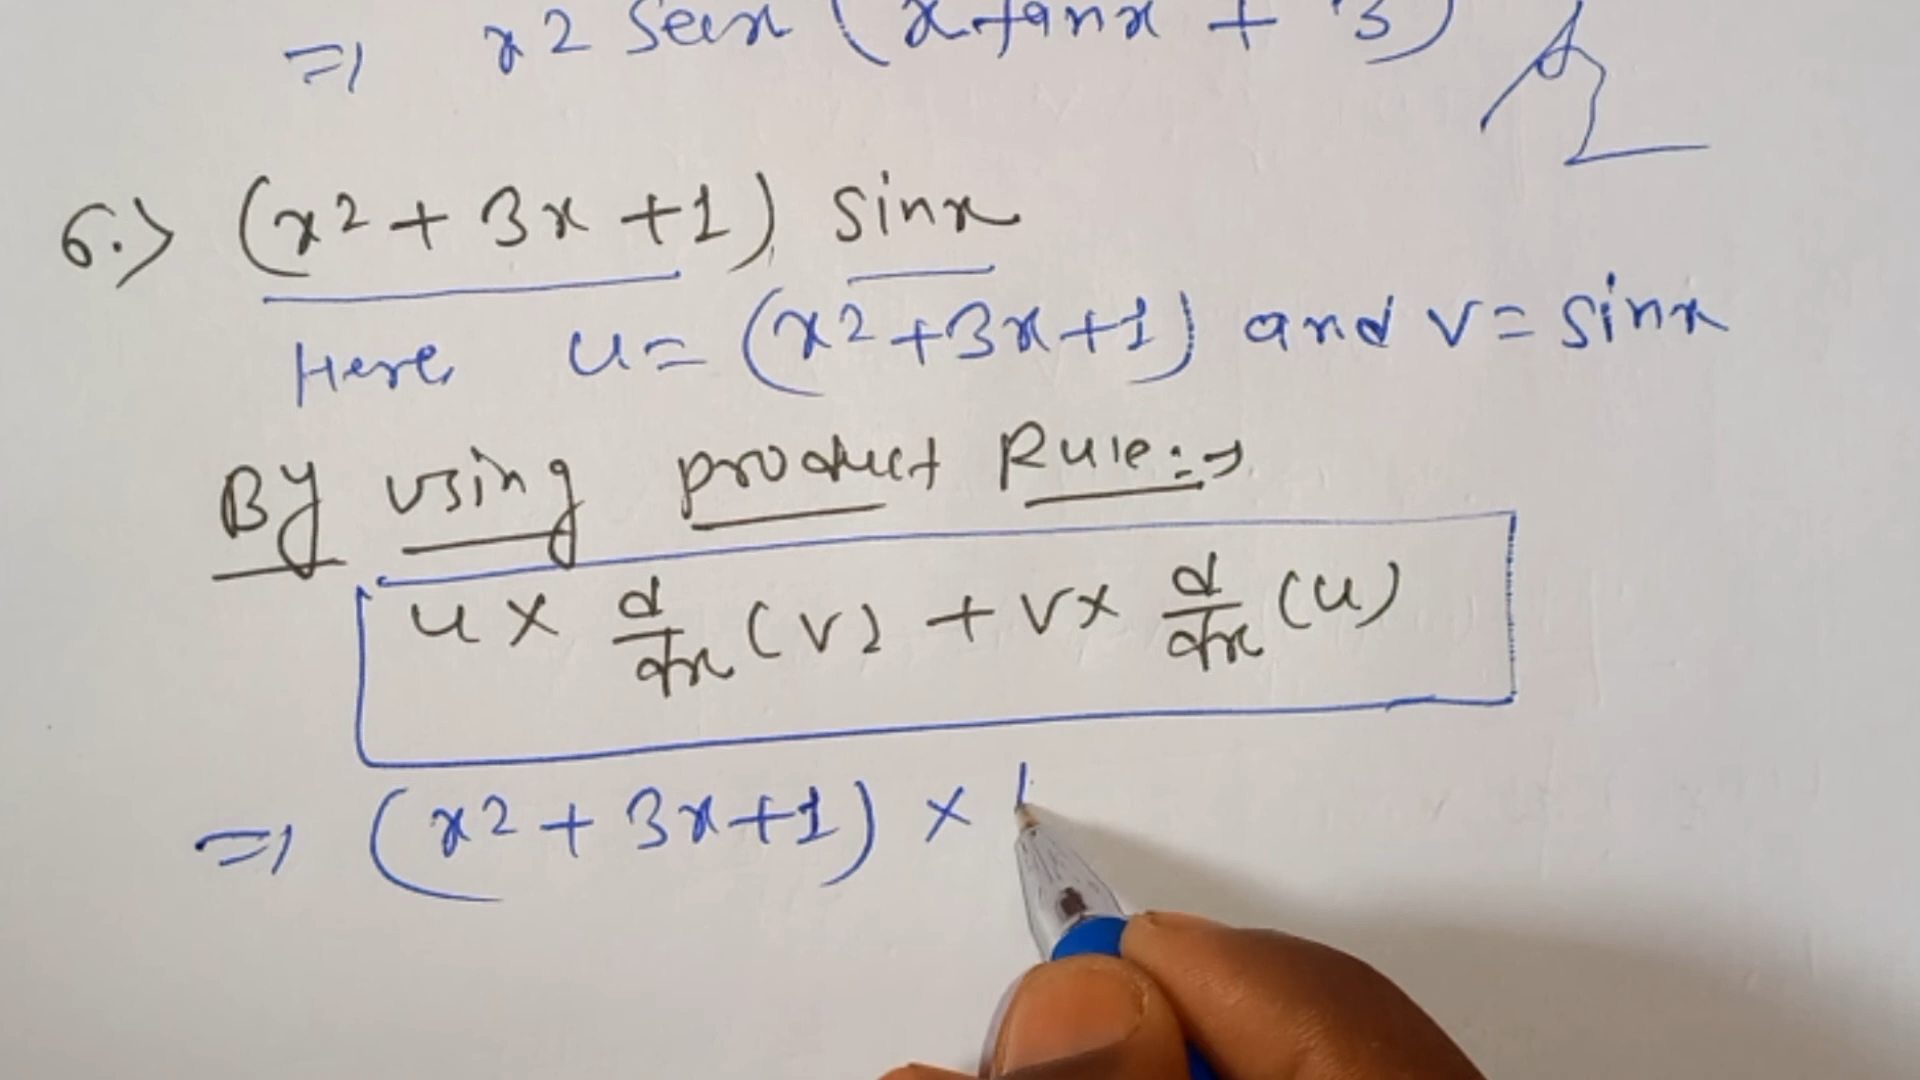 => x2 secx (x tanx + 3)
6.> (x2 + 3x + 1) sinx
Here u = (x2 + 3x + 1) and v = sinx
By using product Rule:→
u × d/dx (v) + v × d/dx (u)
=> (x2 + 3x + 1) ×